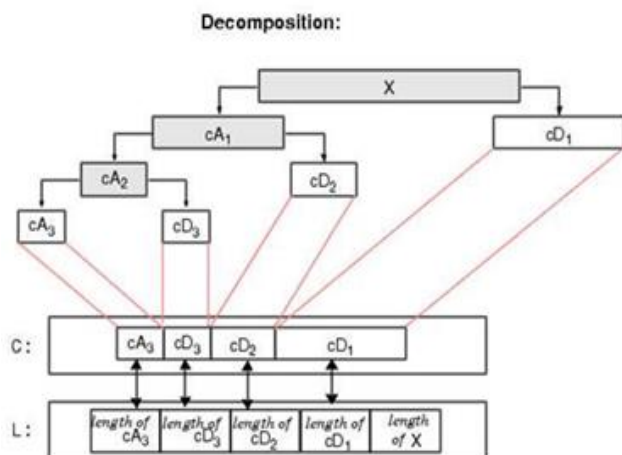 Decomposition:
X
cA₁
cD₁
cA₂
cD₂
cA₃
cD₃
C: cA₃ cD₃ cD₂ cD₁
L: length of cA₃ length of cD₃ length of cD₂ length of cD₁ length of X